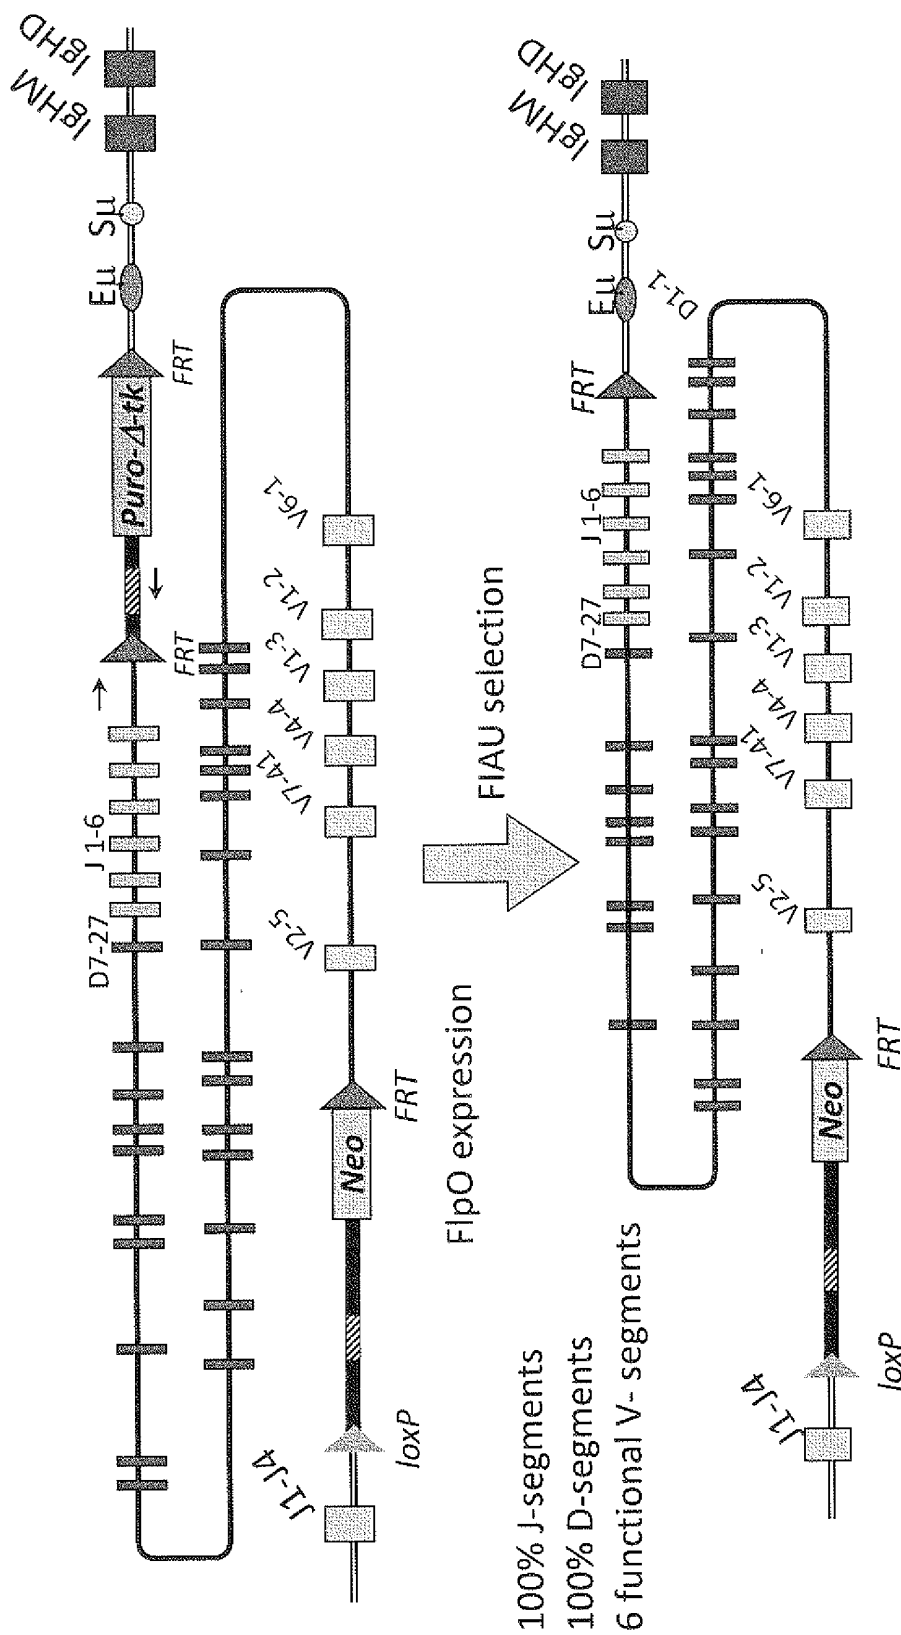 IgHD
IgHM
Sμ
Eμ
FRT
Puro-Δ-tk
FRT
J 1-6
D7-27
V6-1
V1-2
V1-3
V4-4
V7-41
V2-5
FRT
Neo
loxP
J1-J4
FlpO expression
FIAU selection
100% J-segments
100% D-segments
6 functional V- segments
IgHD
IgHM
Sμ
Eμ
FRT
J 1-6
D7-27
D1-1
V6-1
V1-2
V1-3
V4-4
V7-41
V2-5
FRT
Neo
loxP
J1-J4